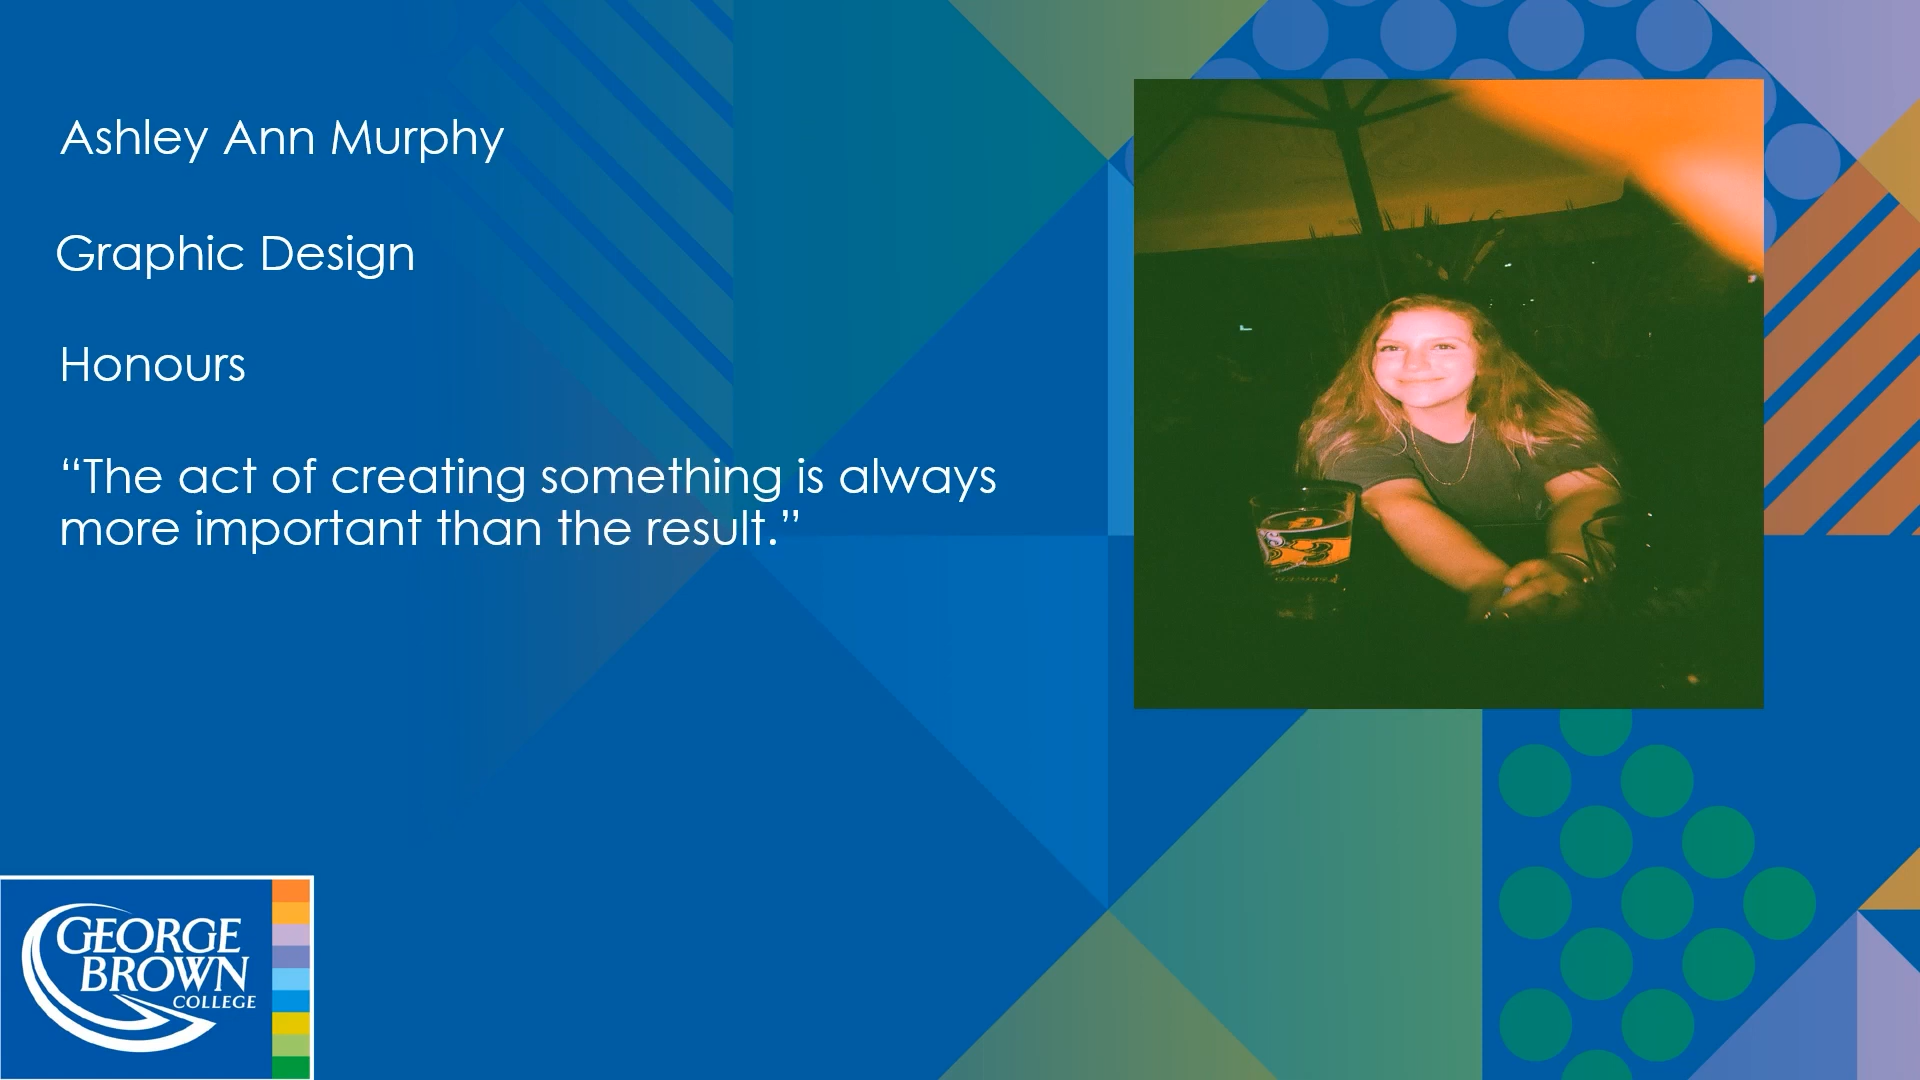 Ashley Ann Murphy
Graphic Design
Honours
“The act of creating something is always
more important than the result.”
GEORGE
BROWN
COLLEGE